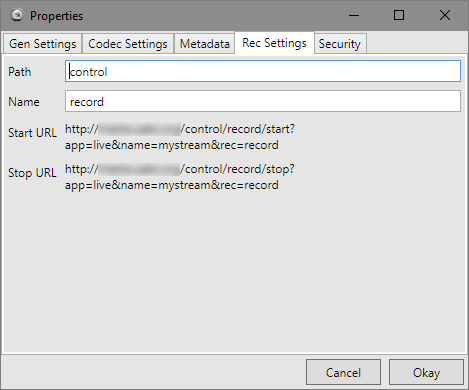 Properties
Gen Settings Codec Settings Metadata Rec Settings Security
Path control
Name record
Start URL http:// /control/record/start?
app=live&name=mystream&rec=record
Stop URL http:// /control/record/stop?
app=live&name=mystream&rec=record
Cancel Okay